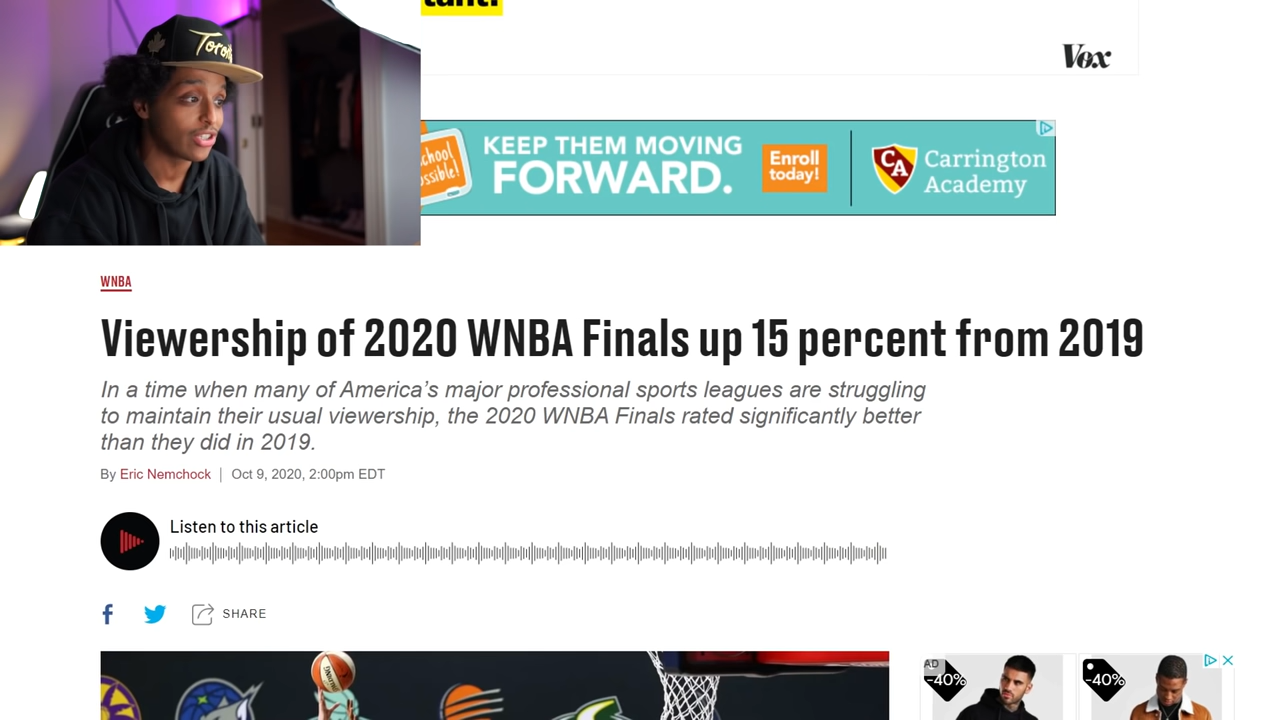 Toronto
Vox
KEEP THEM MOVING
FORWARD.
Enroll
today!
CA
Carrington
Academy
WNBA
Viewership of 2020 WNBA Finals up 15 percent from 2019
In a time when many of America's major professional sports leagues are struggling
to maintain their usual viewership, the 2020 WNBA Finals rated significantly better
than they did in 2019.
By Eric Nemchock | Oct 9, 2020, 2:00pm EDT
Listen to this article
SHARE
SPALDING
AD
-40%
-40%